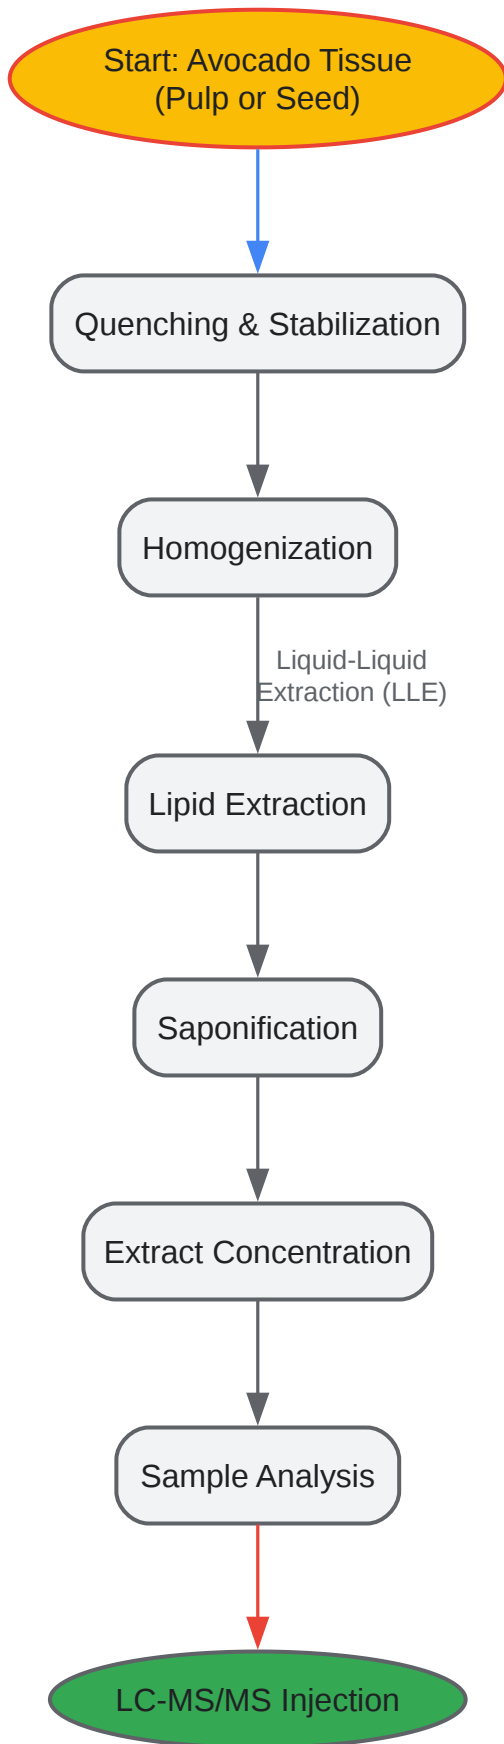 Start: Avocado Tissue
(Pulp or Seed)
Quenching & Stabilization
Homogenization
Liquid-Liquid
Extraction (LLE)
Lipid Extraction
Saponification
Extract Concentration
Sample Analysis
LC-MS/MS Injection